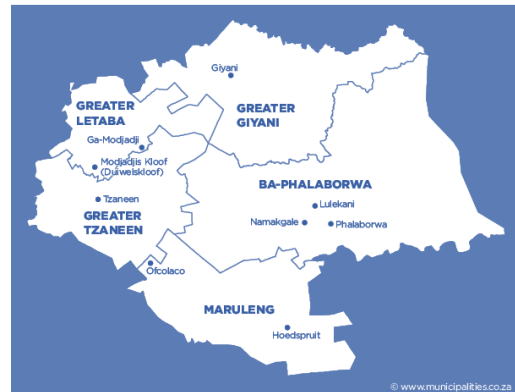 Giyani
GREATER
LETABA
GREATER
GIYANI
Ga-Modjadji
Modjadjis Kloof
(Duiwelskloof)
BA-PHALABORWA
Tzaneen
Lulekani
GREATER
TZANEEN
Namakgale
Phalaborwa
Ofcolaco
MARULENG
Hoedspruit
© www.municipalities.co.za